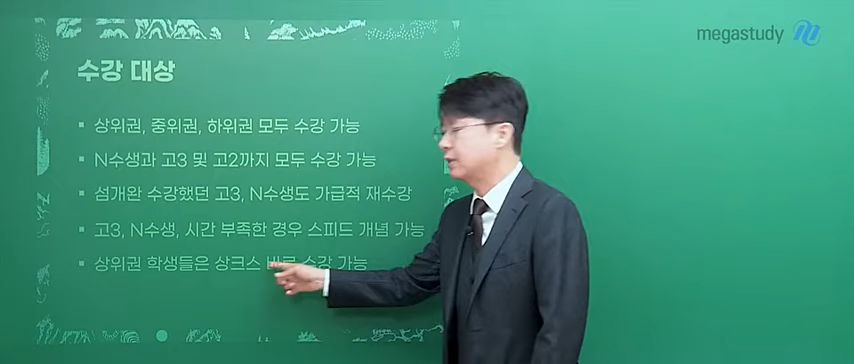 megastudy
수강 대상
▪ 상위권, 중위권, 하위권 모두 수강 가능
▪ N수생과 고3 및 고2까지 모두 수강 가능
▪ 섬개완 수강했던 고3, N수생도 가급적 재수강
▪ 고3, N수생, 시간 부족한 경우 스피드 개념 가능
▪ 상위권 학생들은 상크스 바로 수강 가능